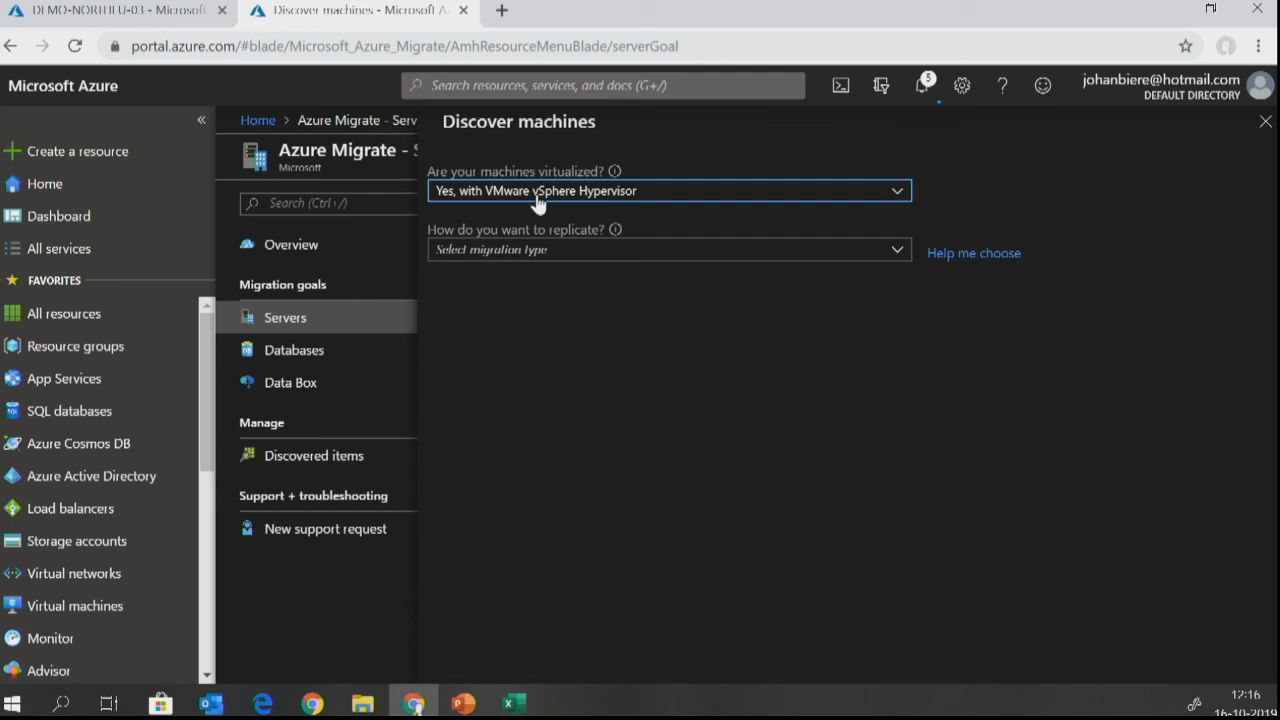 DEMO-NORTHEU-03 - Microsoft
Discover machines - Microsoft A
portal.azure.com/#blade/Microsoft_Azure_Migrate/AmhResourceMenuBlade/serverGoal
Microsoft Azure
Search resources, services, and docs (G+/)
5
johanbiere@hotmail.com
DEFAULT DIRECTORY
Create a resource
Home
Dashboard
All services
FAVORITES
All resources
Resource groups
App Services
SQL databases
Azure Cosmos DB
Azure Active Directory
Load balancers
Storage accounts
Virtual networks
Virtual machines
Monitor
Advisor
Home > Azure Migrate - Serv
Azure Migrate - S
Microsoft
Search (Ctrl+/)
Overview
Migration goals
Servers
Databases
Data Box
Manage
Discovered items
Support + troubleshooting
New support request
Discover machines
Are your machines virtualized?
Yes, with VMware vSphere Hypervisor
How do you want to replicate?
Select migration type
Help me choose
12:16
16-10-2019